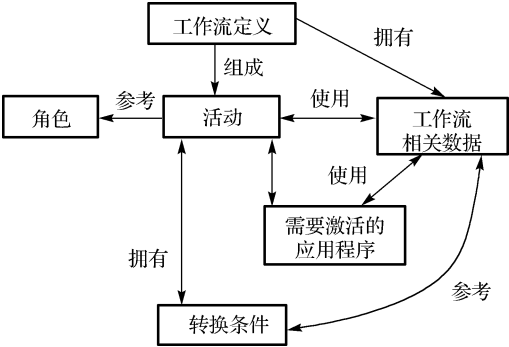 工作流定义
拥有
组成
参考
使用
角色
活动
工作流
相关数据
使用
需要激活的
应用程序
拥有
参考
转换条件